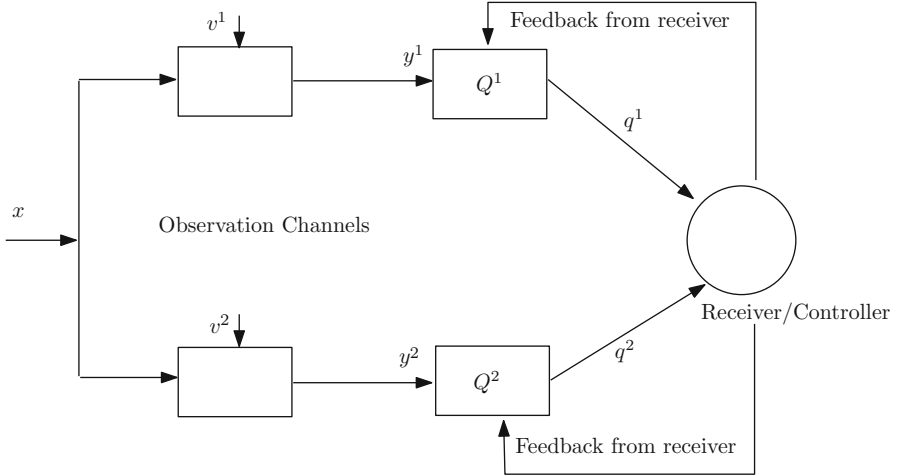 Feedback from receiver
v¹
y¹
Q¹
q¹
x
Observation Channels
Receiver/Controller
v²
y²
Q²
q²
Feedback from receiver